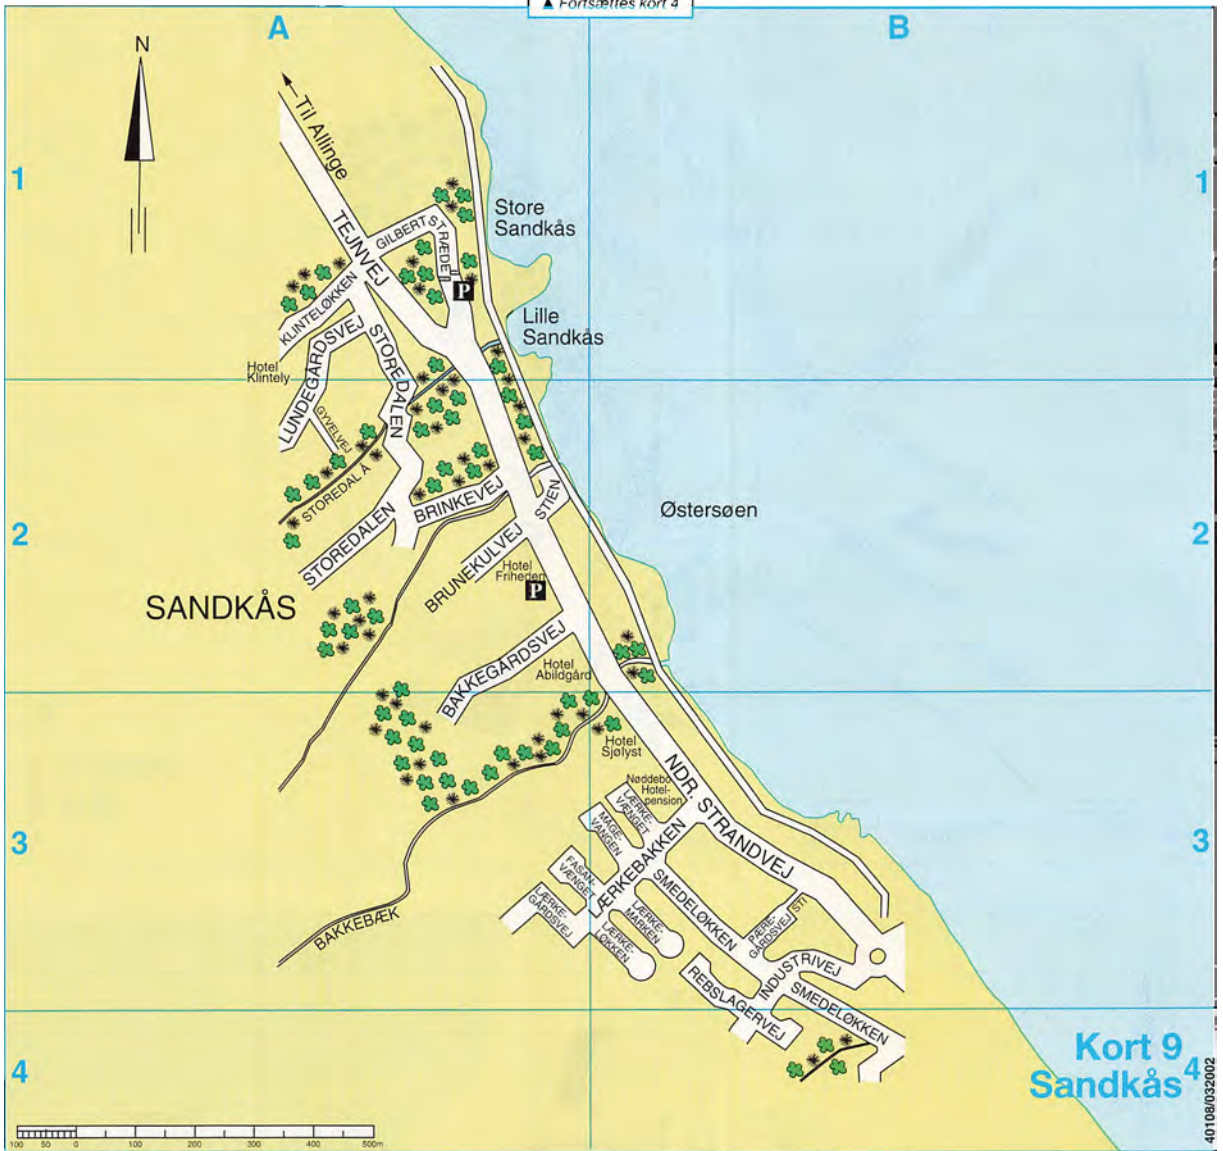 ▲ Fortsættes kort 4
A
B
N
Til Allinge
1
1
Store
Sandkås
GILBERT STRÆDE
TEJNVEJ
P
KLINTELØKKEN
Lille
Sandkås
LUNDEGÅRDSVEJ
STOREDALEN
Hotel
Klintely
GYVELVEJ
STOREDAL Å
BRINKEVEJ
STIEN
Østersøen
2
2
STOREDALEN
BRUNEKULVEJ
Hotel
Friheden
P
SANDKÅS
BAKKEGÅRDSVEJ
Hotel
Abildgård
Hotel
Sjølyst
NDR. STRANDVEJ
Nøddebo
Hotel-
pension
LÆRKE-
VÆNGET
MAGE-
VANGEN
3
3
LÆRKEBAKKEN
FASAN-
VÆNGET
SMEDELØKKEN
LÆRKE-
GÅRDSVEJ
LÆRKE-
MARKEN
LÆRKE-
LØKKEN
PÆRE-
GÅRDSVEJ
STI
BAKKEBÆK
INDUSTRIVEJ
REBSLAGERVEJ
SMEDELØKKEN
Kort 9
Sandkås
4
4
100 50 0 100 200 300 400 500m
40108/032002